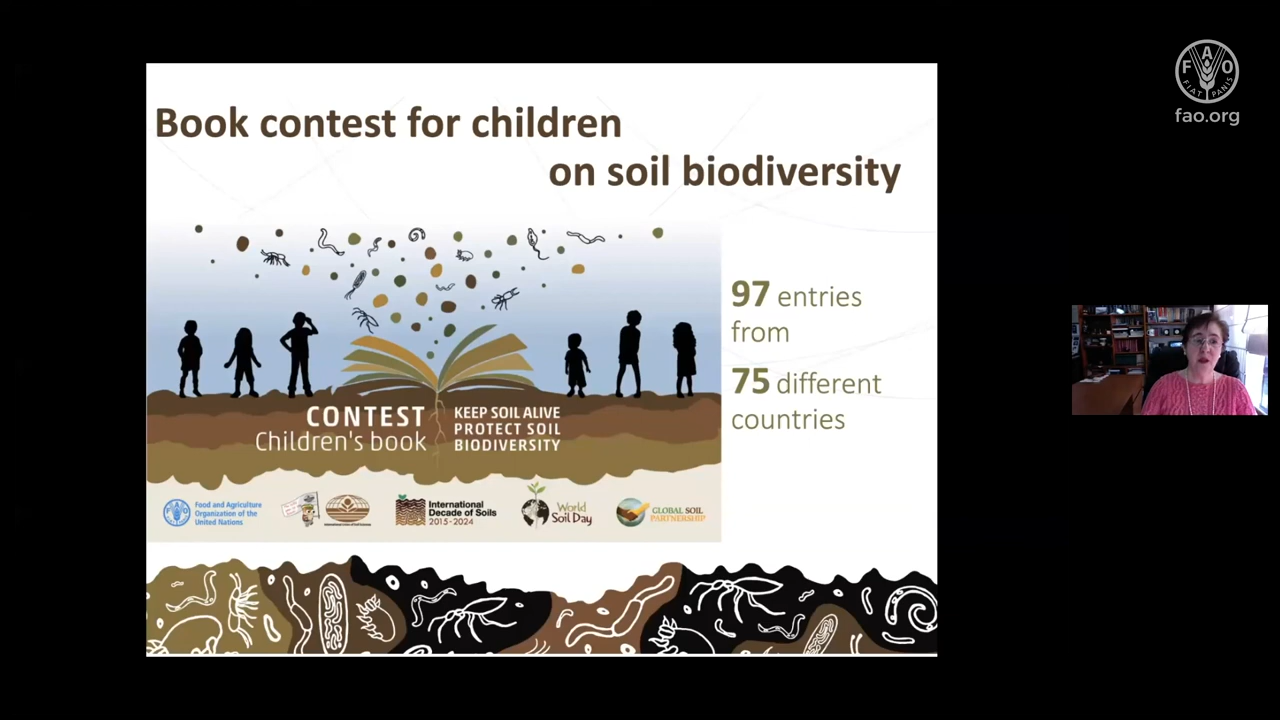 Book contest for children
on soil biodiversity
FAO
FIAT PANIS
fao.org
97 entries
from
75 different
countries
CONTEST
Children's book
KEEP SOIL ALIVE
PROTECT SOIL
BIODIVERSITY
Food and Agriculture
Organization of the
United Nations
International
Decade of Soils
2015-2024
World
Soil Day
GLOBAL SOIL
PARTNERSHIP